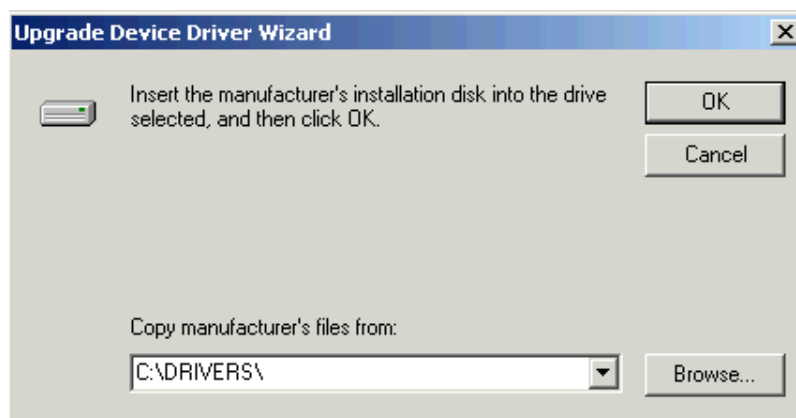 Upgrade Device Driver Wizard
Insert the manufacturer's installation disk into the drive
selected, and then click OK.
OK
Cancel
Copy manufacturer's files from:
C:\DRIVERS\
Browse...